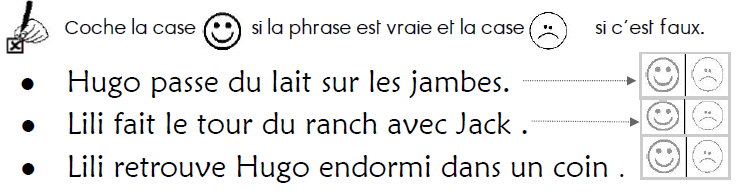 Coche la case si la phrase est vraie et la case si c'est faux.
• Hugo passe du lait sur les jambes.
• Lili fait le tour du ranch avec Jack .
• Lili retrouve Hugo endormi dans un coin .